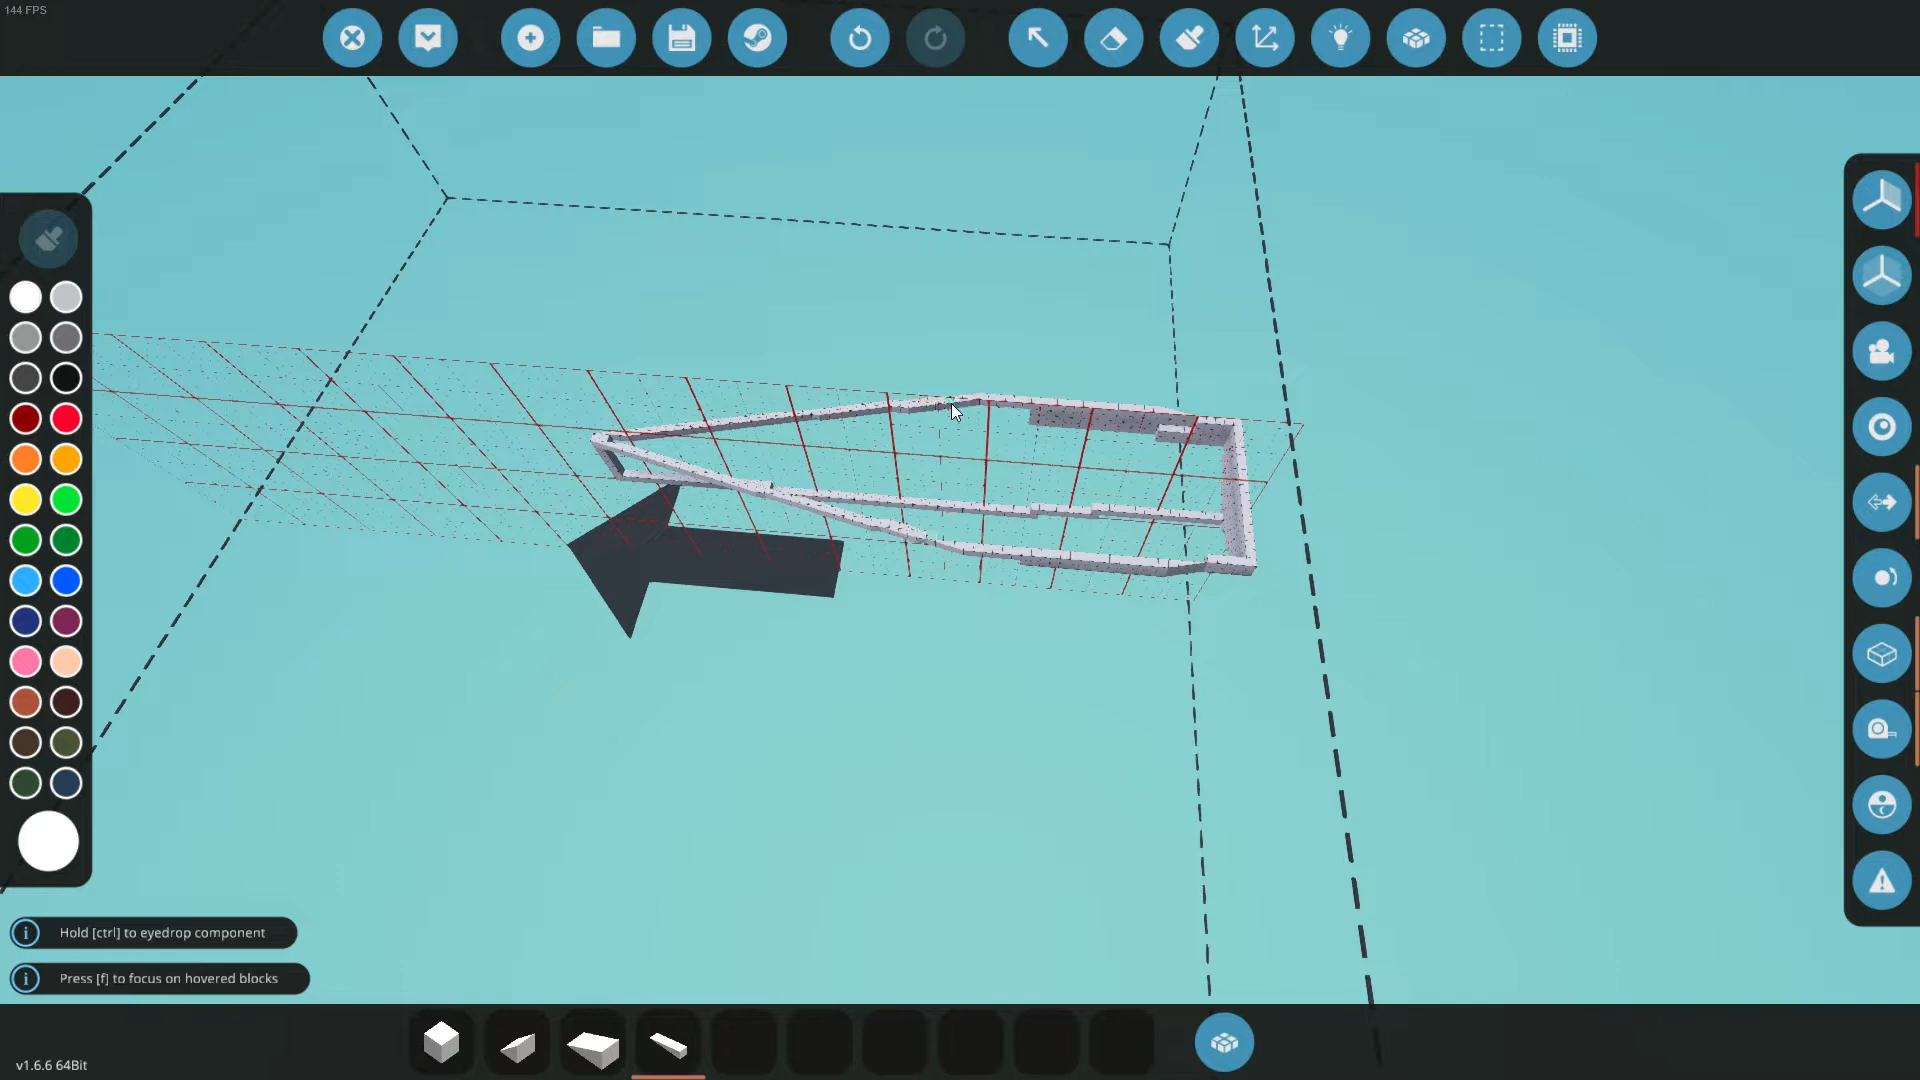 144 FPS
Hold [ctrl] to eyedrop component
Press [f] to focus on hovered blocks
v1.6.6 64Bit